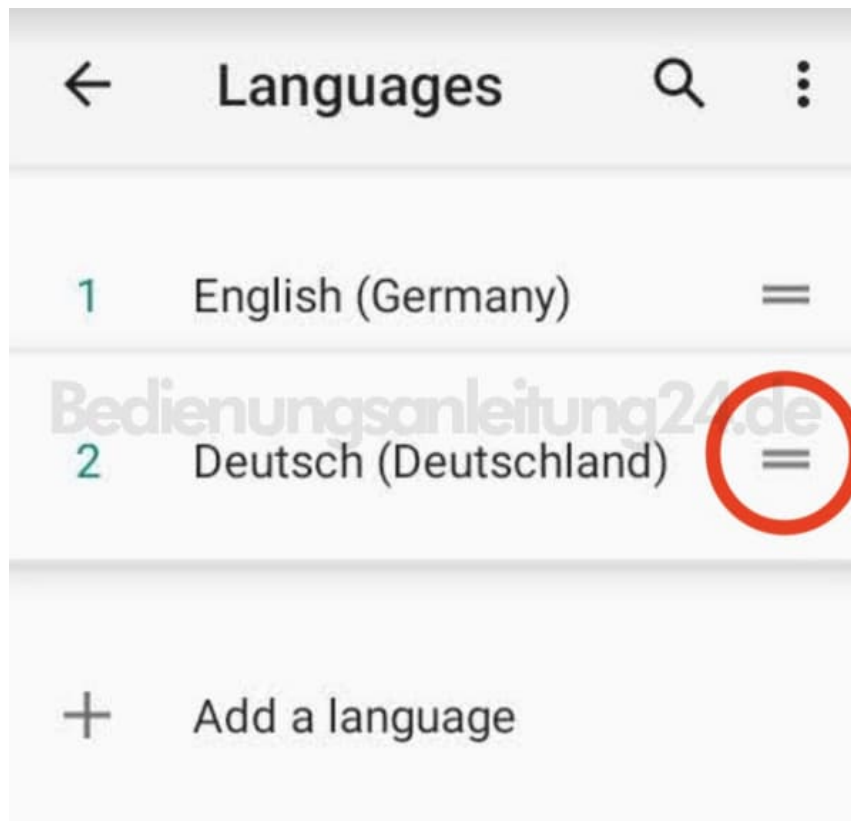 Languages
1 English (Germany)
Bedienungsanleitung24.de
2 Deutsch (Deutschland)
Add a language